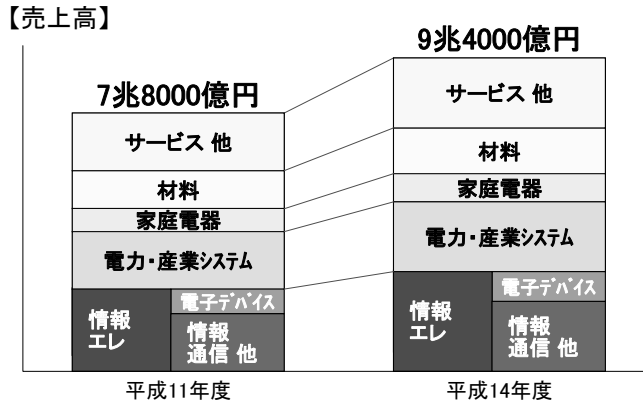 【売上高】
9兆4000億円
7兆8000億円
サービス 他
材料
家庭電器
電力・産業システム
電子デバイス
情報
エレ
情報
通信 他
サービス 他
材料
家庭電器
電力・産業システム
電子デバイス
情報
エレ
情報
通信 他
平成11年度
平成14年度